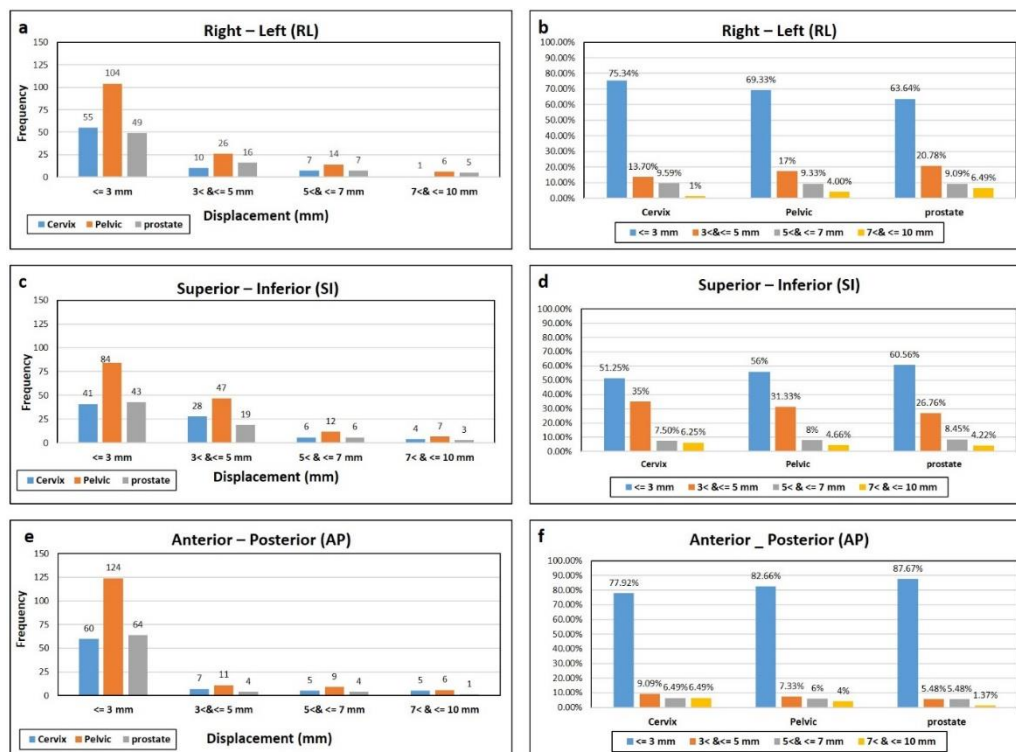 a
Right – Left (RL)
150
125
100
75
50
25
0
Frequency
55 104 49
10 26 16
7 14 7
1 6 5
<= 3 mm 3< &<= 5 mm 5<& <= 7 mm 7<& <= 10 mm
Displacement (mm)
Cervix Pelvic prostate
b
Right – Left (RL)
100.00%
90.00%
80.00%
70.00%
60.00%
50.00%
40.00%
30.00%
20.00%
10.00%
0.00%
75.34% 13.70% 9.59% 1%
69.33% 17% 9.33% 4.00%
63.64% 20.78% 9.09% 6.49%
Cervix Pelvic prostate
<= 3 mm 3<&<= 5 mm 5<& <= 7 mm 7<& <= 10 mm
c
Superior – Inferior (SI)
150
125
100
75
50
25
0
Frequency
41 84 43
28 47 19
6 12 6
4 7 3
<= 3 mm 3< &<= 5 mm 5<& <= 7 mm 7< & <= 10 mm
Displacement (mm)
Cervix Pelvic prostate
d
Superior – Inferior (SI)
100.00%
90.00%
80.00%
70.00%
60.00%
50.00%
40.00%
30.00%
20.00%
10.00%
0.00%
51.25% 35% 7.50% 6.25%
56% 31.33% 8% 4.66%
60.56% 26.76% 8.45% 4.22%
Cervix Pelvic prostate
<= 3 mm 3< &<= 5 mm 5< & <= 7 mm 7< & <= 10 mm
e
Anterior – Posterior (AP)
150
125
100
75
50
25
0
Frequency
60 124 64
7 11 4
5 9 4
5 6 1
<= 3 mm 3<&<= 5 mm 5<& <= 7 mm 7< & <= 10 mm
Displacement (mm)
Cervix Pelvic prostate
f
Anterior _ Posterior (AP)
100.00%
90.00%
80.00%
70.00%
60.00%
50.00%
40.00%
30.00%
20.00%
10.00%
0.00%
77.92% 9.09% 6.49% 6.49%
82.66% 7.33% 6% 4%
87.67% 5.48% 5.48% 1.37%
Cervix Pelvic prostate
<= 3 mm 3<&<= 5 mm 5<& <= 7 mm 7<& <= 10 mm